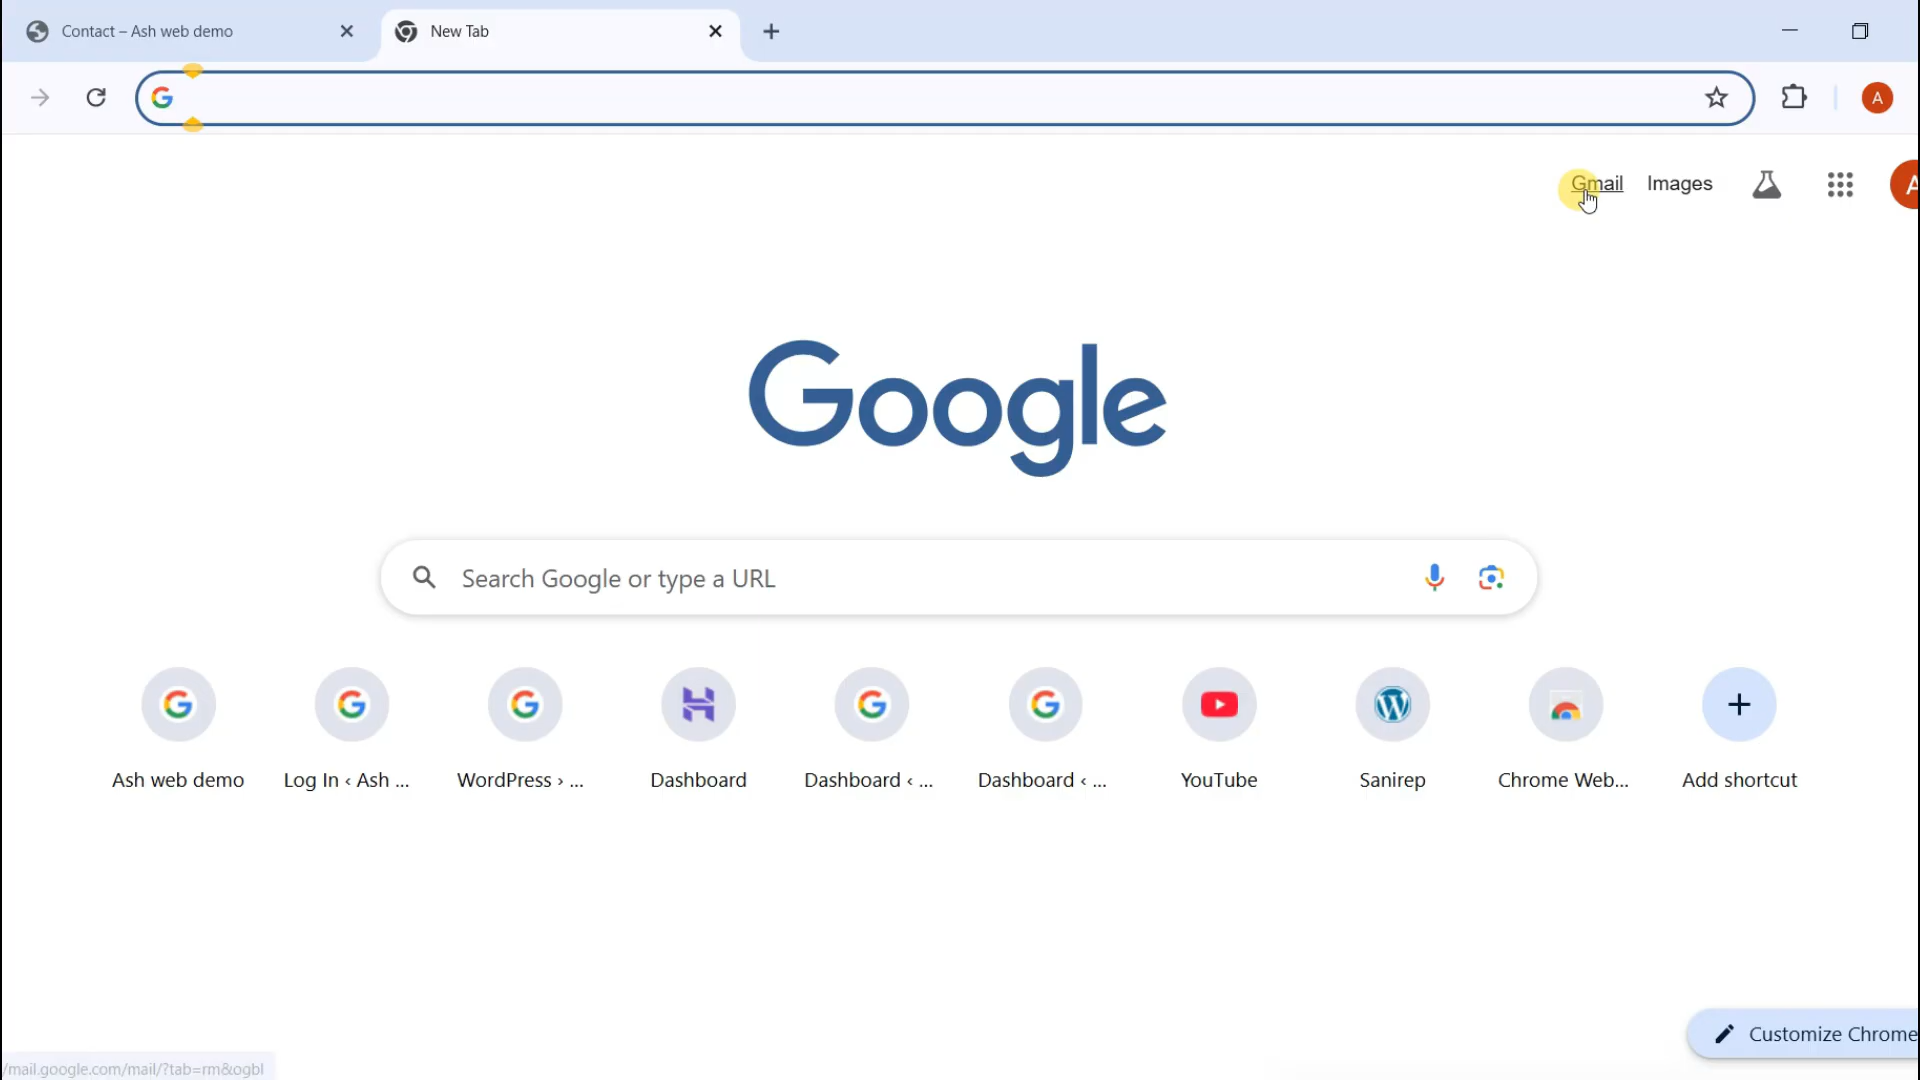 Contact – Ash web demo
New Tab
A
Gmail
Images
A
Google
Search Google or type a URL
Ash web demo
Log In ‹ Ash ...
WordPress › ...
Dashboard
Dashboard ‹ ...
Dashboard ‹ ...
YouTube
Sanirep
Chrome Web...
Add shortcut
Customize Chrome
/mail.google.com/mail/?tab=rm&ogbl